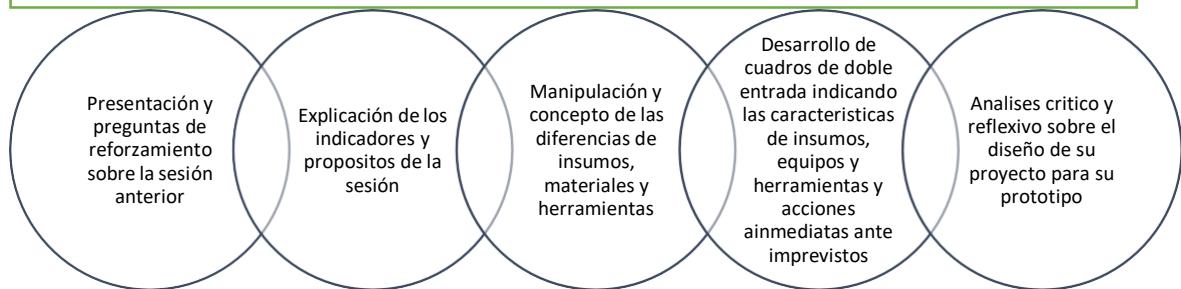 Presentación y
preguntas de
reforzamiento
sobre la sesión
anterior
Explicación de los
indicadores y
propositos de la
sesión
Manipulación y
concepto de las
diferencias de
insumos,
materiales y
herramientas
Desarrollo de
cuadros de doble
entrada indicando
las caracteristicas
de insumos,
equipos y
herramientas y
acciones
ainmediatas ante
imprevistos
Analises critico y
reflexivo sobre el
diseño de su
proyecto para su
prototipo